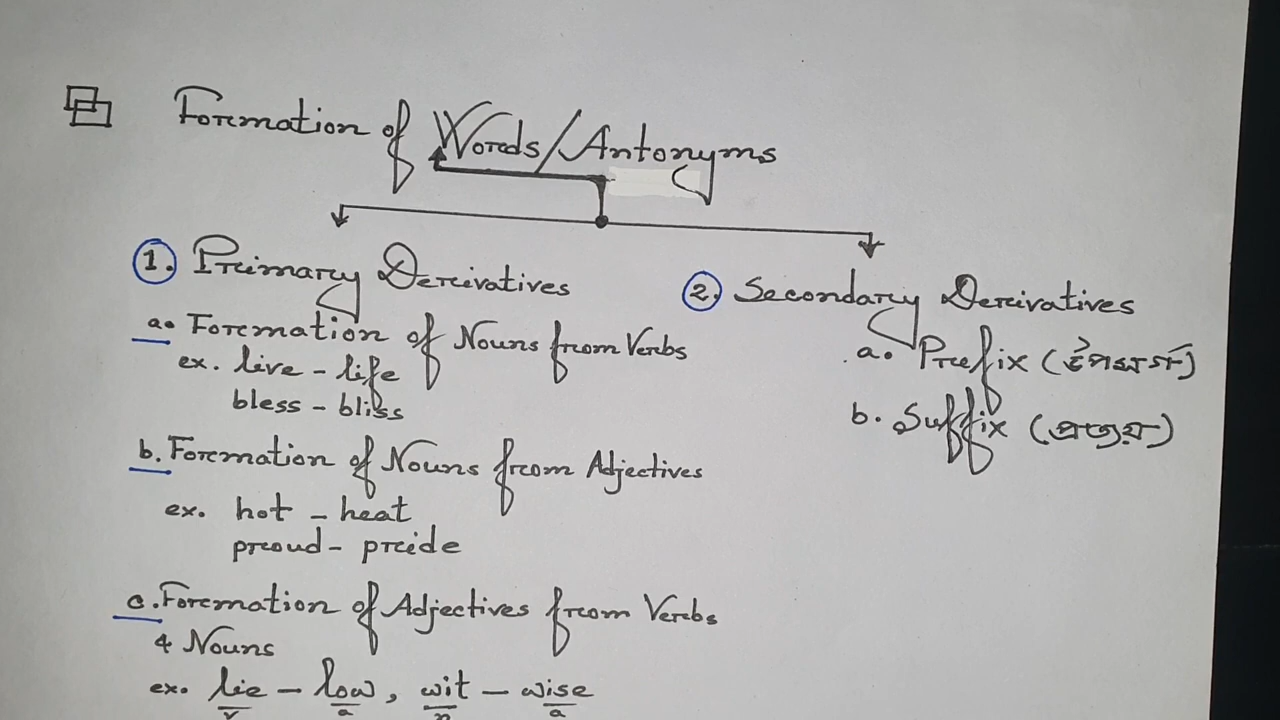 Formation of Words/Antonyms
1. Primary Derivatives
a. Formation of Nouns from Verbs
ex. live - life
bless - bliss
b. Formation of Nouns from Adjectives
ex. hot - heat
proud - pride
c. Formation of Adjectives from Verbs
& Nouns
ex. lie - low, wit - wise
v a n a
2. Secondary Derivatives
a. Prefix (উপসর্গ)
b. Suffix (প্রত্যয়)